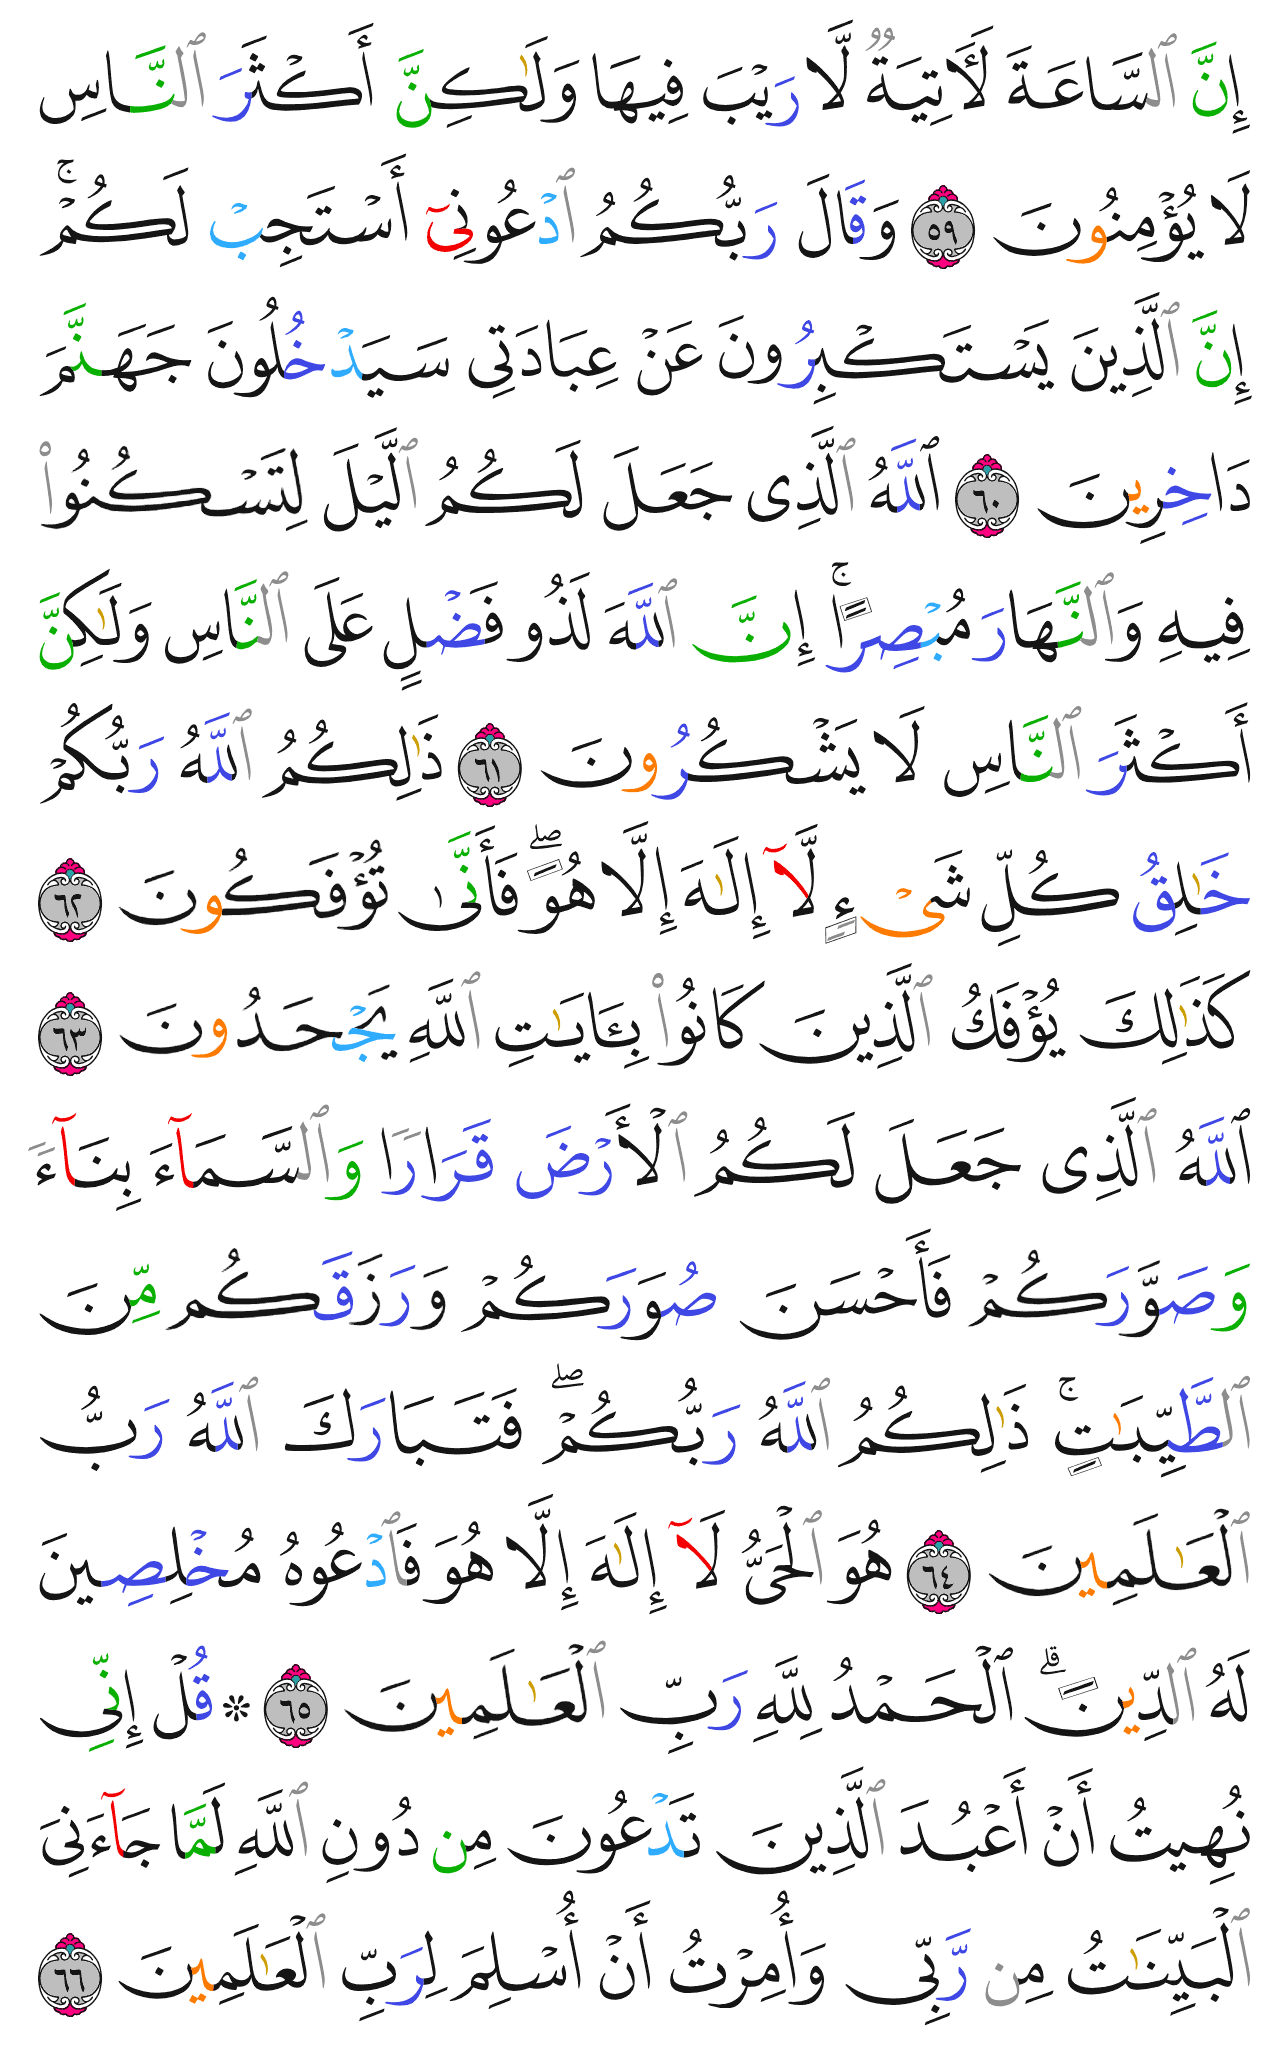 إِنَّ ٱلسَّاعَةَ لَأٓتِيَةٌ لَّا رَيْبَ فِيهَا وَلَٰكِنَّ أَكْثَرَ ٱلنَّاسِ
لَا يُؤْمِنُونَ ٥٩ وَقَالَ رَبُّكُمُ ٱدْعُونِىٓ أَسْتَجِبْ لَكُمْ ۚ
إِنَّ ٱلَّذِينَ يَسْتَكْبِرُونَ عَنْ عِبَادَتِى سَيَدْخُلُونَ جَهَنَّمَ
دَاخِرِينَ ٦٠ ٱللَّهُ ٱلَّذِى جَعَلَ لَكُمُ ٱلَّيْلَ لِتَسْكُنُوا۟
فِيهِ وَٱلنَّهَارَ مُبْصِرًا ۚ إِنَّ ٱللَّهَ لَذُو فَضْلٍ عَلَى ٱلنَّاسِ وَلَٰكِنَّ
أَكْثَرَ ٱلنَّاسِ لَا يَشْكُرُونَ ٦١ ذَٰلِكُمُ ٱللَّهُ رَبُّكُمْ
خَٰلِقُ كُلِّ شَىْءٍ لَّآ إِلَٰهَ إِلَّا هُوَ ۖ فَأَنَّىٰ تُؤْفَكُونَ ٦٢
كَذَٰلِكَ يُؤْفَكُ ٱلَّذِينَ كَانُوا۟ بِـَٔايَٰتِ ٱللَّهِ يَجْحَدُونَ ٦٣
ٱللَّهُ ٱلَّذِى جَعَلَ لَكُمُ ٱلْأَرْضَ قَرَارًا وَٱلسَّمَآءَ بِنَآءً
وَصَوَّرَكُمْ فَأَحْسَنَ صُوَرَكُمْ وَرَزَقَكُم مِّنَ
ٱلطَّيِّبَٰتِ ۚ ذَٰلِكُمُ ٱللَّهُ رَبُّكُمْ ۖ فَتَبَارَكَ ٱللَّهُ رَبُّ
ٱلْعَٰلَمِينَ ٦٤ هُوَ ٱلْحَىُّ لَآ إِلَٰهَ إِلَّا هُوَ فَٱدْعُوهُ مُخْلِصِينَ
لَهُ ٱلدِّينَ ۗ ٱلْحَمْدُ لِلَّهِ رَبِّ ٱلْعَٰلَمِينَ ٦٥ ۞ قُلْ إِنِّى
نُهِيتُ أَنْ أَعْبُدَ ٱلَّذِينَ تَدْعُونَ مِن دُونِ ٱللَّهِ لَمَّا جَآءَنِىَ
ٱلْبَيِّنَٰتُ مِن رَّبِّى وَأُمِرْتُ أَنْ أُسْلِمَ لِرَبِّ ٱلْعَٰلَمِينَ ٦٦